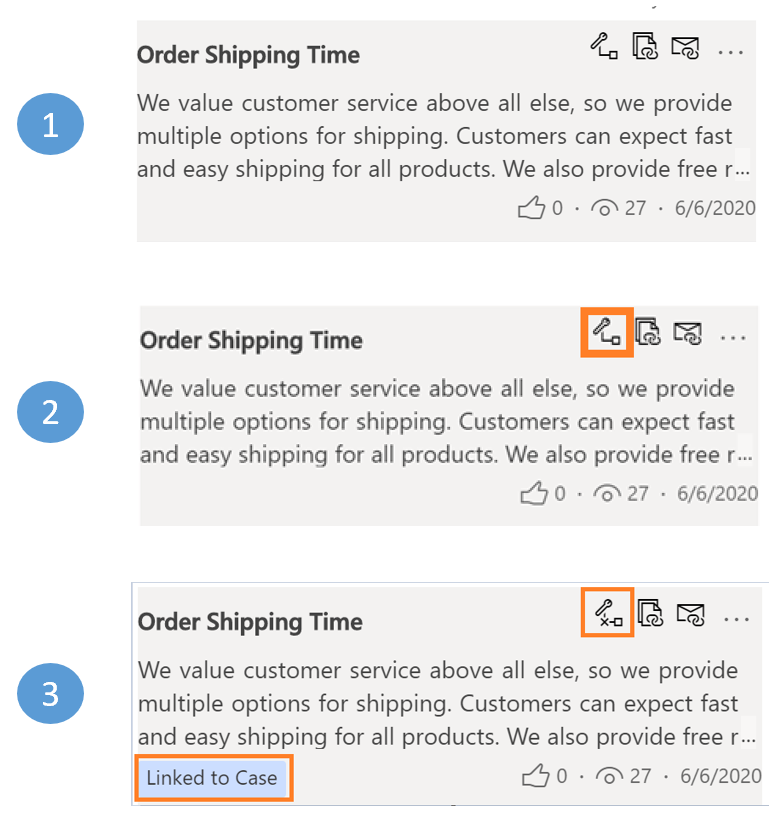 Order Shipping Time ...
1
We value customer service above all else, so we provide
multiple options for shipping. Customers can expect fast
and easy shipping for all products. We also provide free r...
0 · 27 · 6/6/2020
Order Shipping Time ...
2
We value customer service above all else, so we provide
multiple options for shipping. Customers can expect fast
and easy shipping for all products. We also provide free r...
0 · 27 · 6/6/2020
Order Shipping Time ...
3
We value customer service above all else, so we provide
multiple options for shipping. Customers can expect fast
and easy shipping for all products. We also provide free r...
Linked to Case 0 · 27 · 6/6/2020